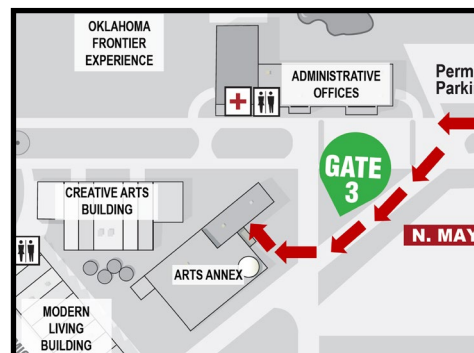 OKLAHOMA
FRONTIER
EXPERIENCE
ADMINISTRATIVE
OFFICES
GATE
3
CREATIVE ARTS
BUILDING
ARTS ANNEX
MODERN
LIVING
BUILDING